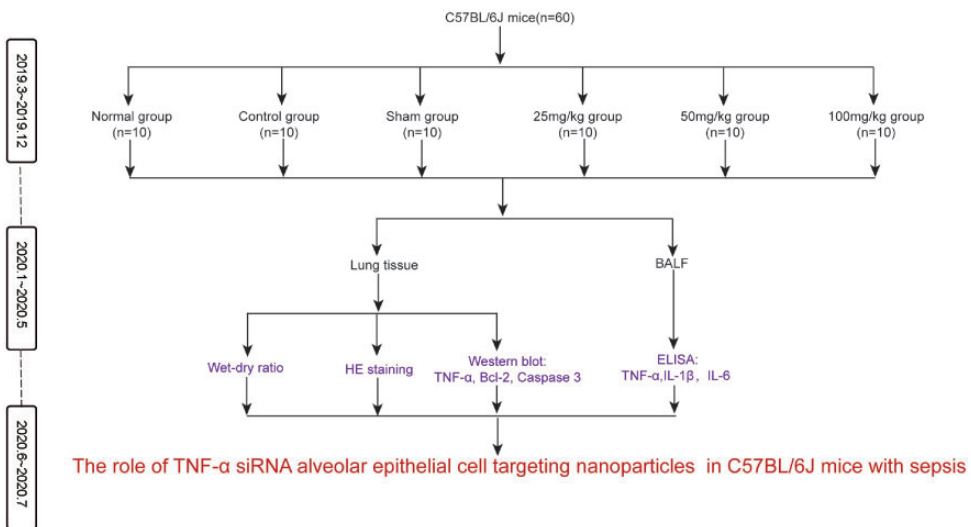 C57BL/6J mice(n=60)
2019.3~2019.12
Normal group
(n=10)
Control group
(n=10)
Sham group
(n=10)
25mg/kg group
(n=10)
50mg/kg group
(n=10)
100mg/kg group
(n=10)
2020.1~2020.5
Lung tissue
BALF
Wet-dry ratio
HE staining
Western blot:
TNF-α, Bcl-2, Caspase 3
ELISA:
TNF-α,IL-1β, IL-6
2020.6~2020.7
The role of TNF-α siRNA alveolar epithelial cell targeting nanoparticles in C57BL/6J mice with sepsis